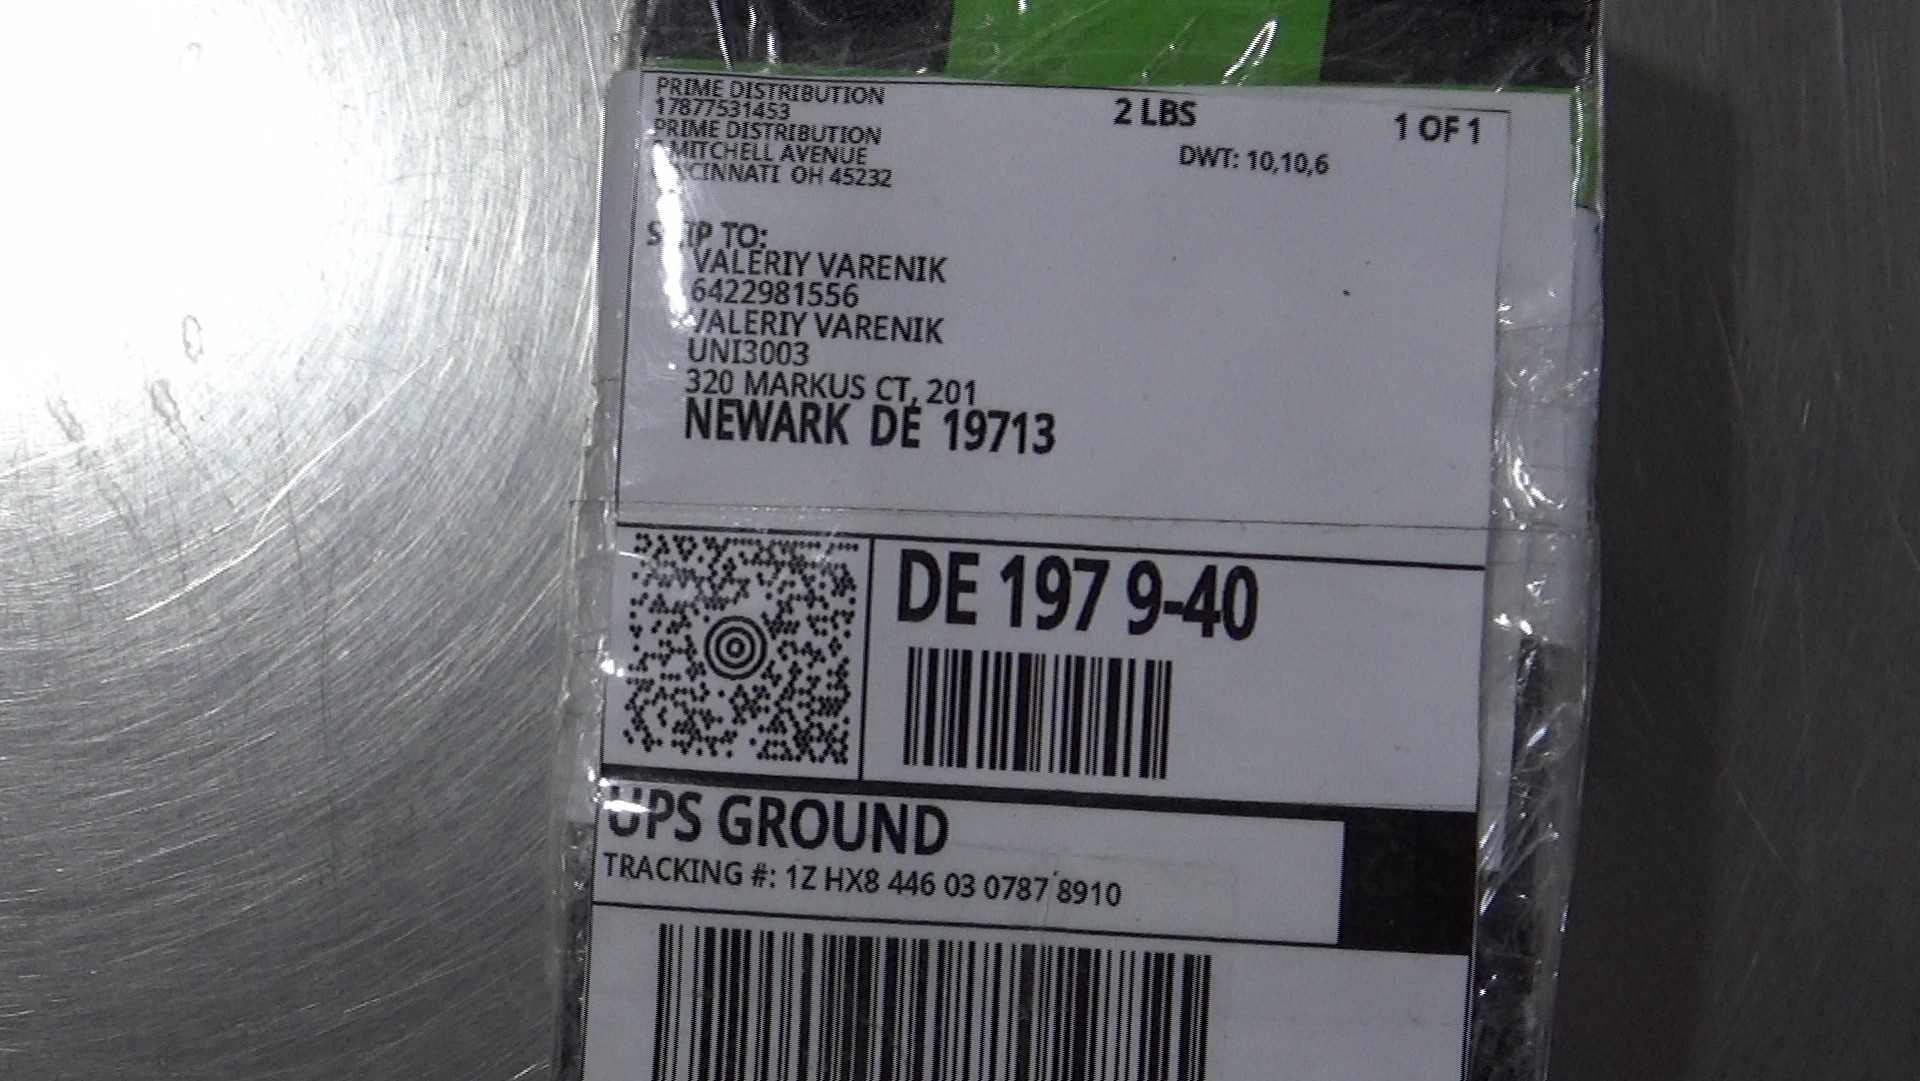 PRIME DISTRIBUTION
17877531453
PRIME DISTRIBUTION
MITCHELL AVENUE
OH 45232
2 LBS
1 OF 1
DWT: 10,10,6
SHIP TO:
VALERIY VARENIK
6422981556
VALERIY VARENIK
UNI3003
320 MARKUS CT, 201
NEWARK DE 19713
DE 197 9-40
UPS GROUND
TRACKING #: 1Z HX8 446 03 0787 8910